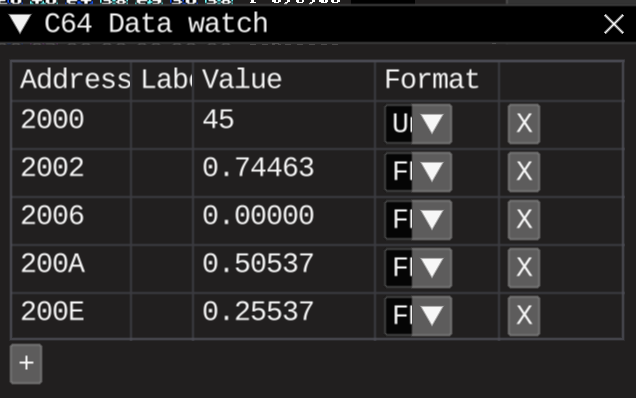 ▼ C64 Data watch X
Address Lab Value Format
2000 45 U ▼ X
2002 0.74463 Fl ▼ X
2006 0.00000 Fl ▼ X
200A 0.50537 Fl ▼ X
200E 0.25537 Fl ▼ X
+